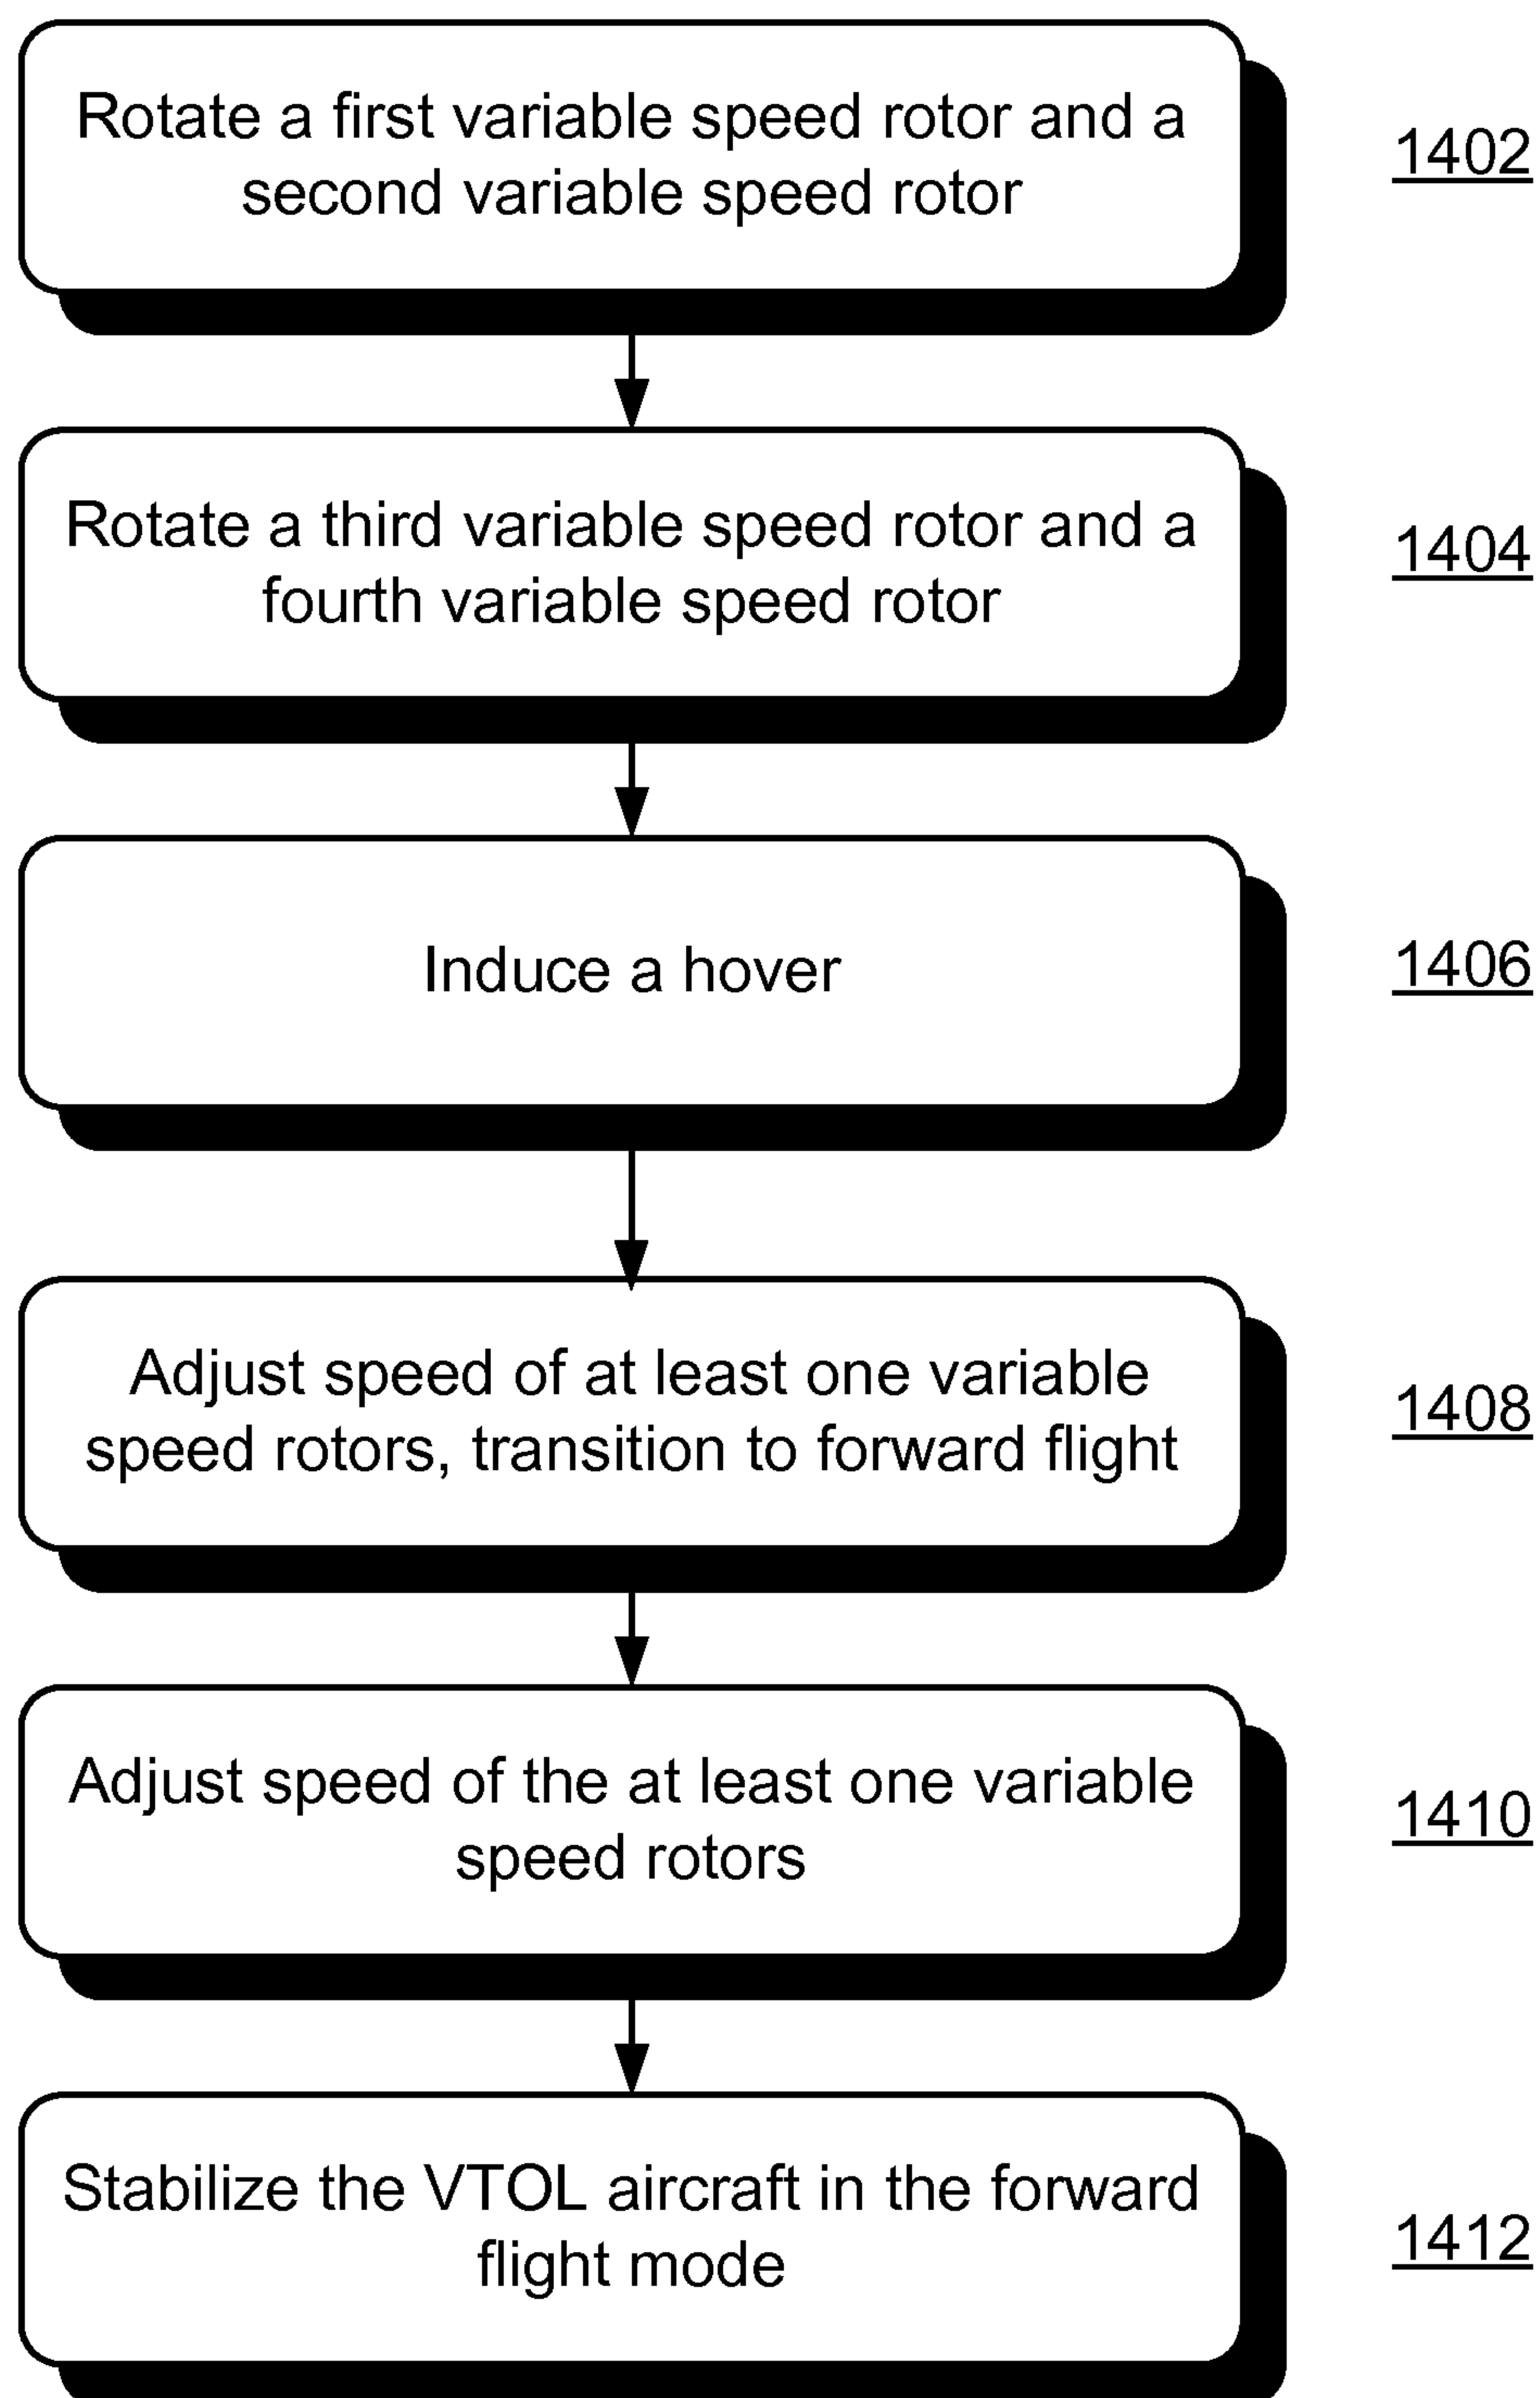 Rotate a first variable speed rotor and a
second variable speed rotor
1402
Rotate a third variable speed rotor and a
fourth variable speed rotor
1404
Induce a hover
1406
Adjust speed of at least one variable
speed rotors, transition to forward flight
1408
Adjust speed of the at least one variable
speed rotors
1410
Stabilize the VTOL aircraft in the forward
flight mode
1412